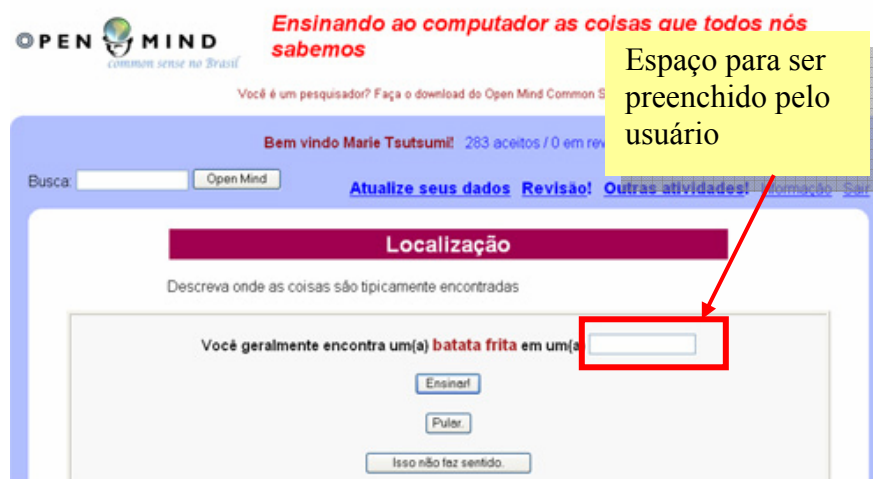 OPEN MIND
common sense no Brasil
Ensinando ao computador as coisas que todos nós
sabemos
Espaço para ser
preenchido pelo
usuário
Você é um pesquisador? Faça o download do Open Mind Common
Bem vindo Marie Tsutsumi! 283 aceitos / 0 em
Busca: Open Mind
Atualize seus dados Revisão! Outras atividades! Informação Sair
Localização
Descreva onde as coisas são tipicamente encontradas
Você geralmente encontra um(a) batata frita em um(a)
Ensinar!
Pular.
Isso não faz sentido.